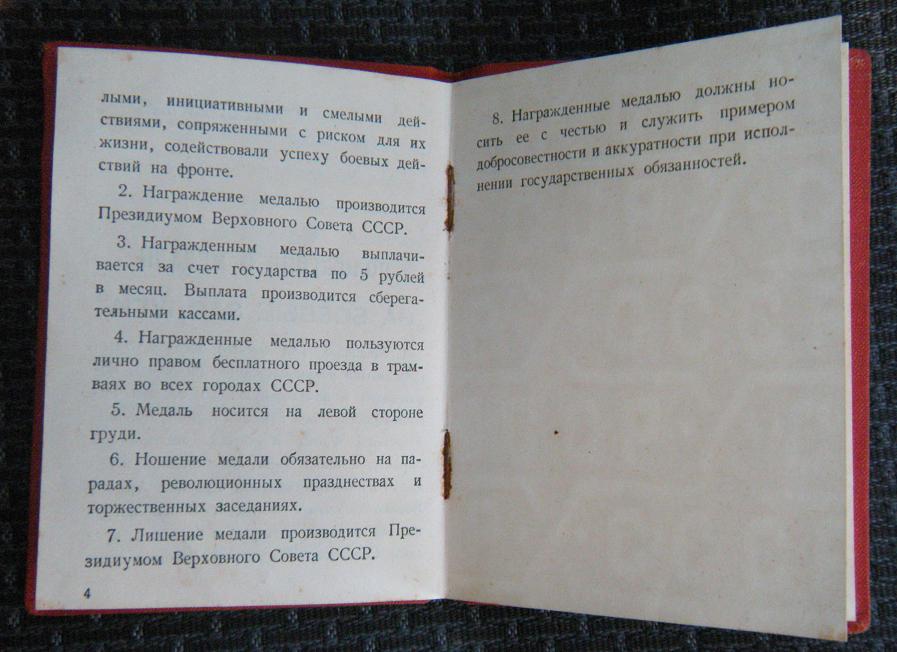 лыми, инициативными и смелыми дей-
ствиями, сопряженными с риском для их
жизни, содействовали успеху боевых дей-
ствий на фронте.
2. Награждение медалью производится
Президиумом Верховного Совета СССР.
3. Награжденным медалью выплачи-
вается за счет государства по 5 рублей
в месяц. Выплата производится сберега-
тельными кассами.
4. Награжденные медалью пользуются
лично правом бесплатного проезда в трам-
ваях во всех городах СССР.
5. Медаль носится на левой стороне
груди.
6. Ношение медали обязательно на па-
радах, революционных празднествах и
торжественных заседаниях.
7. Лишение медали производится Пре-
зидиумом Верховного Совета СССР.
4
8. Награжденные медалью должны но-
сить ее с честью и служить примером
добросовестности и аккуратности при испол-
нении государственных обязанностей.